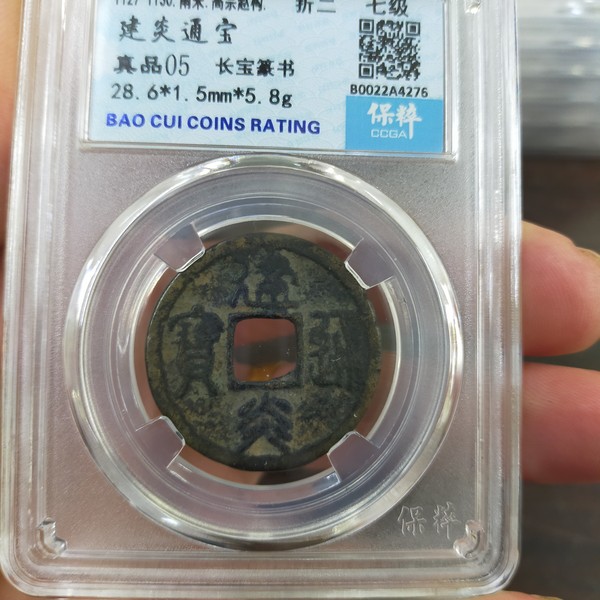 1127-1130.南宋.高宗赵构. 折二 七级
建炎通宝
真品05 长宝篆书
28.6*1.5mm*5.8g
B0022A4276
BAO CUI COINS RATING
保粹
CCGA
建炎通寶
保粹